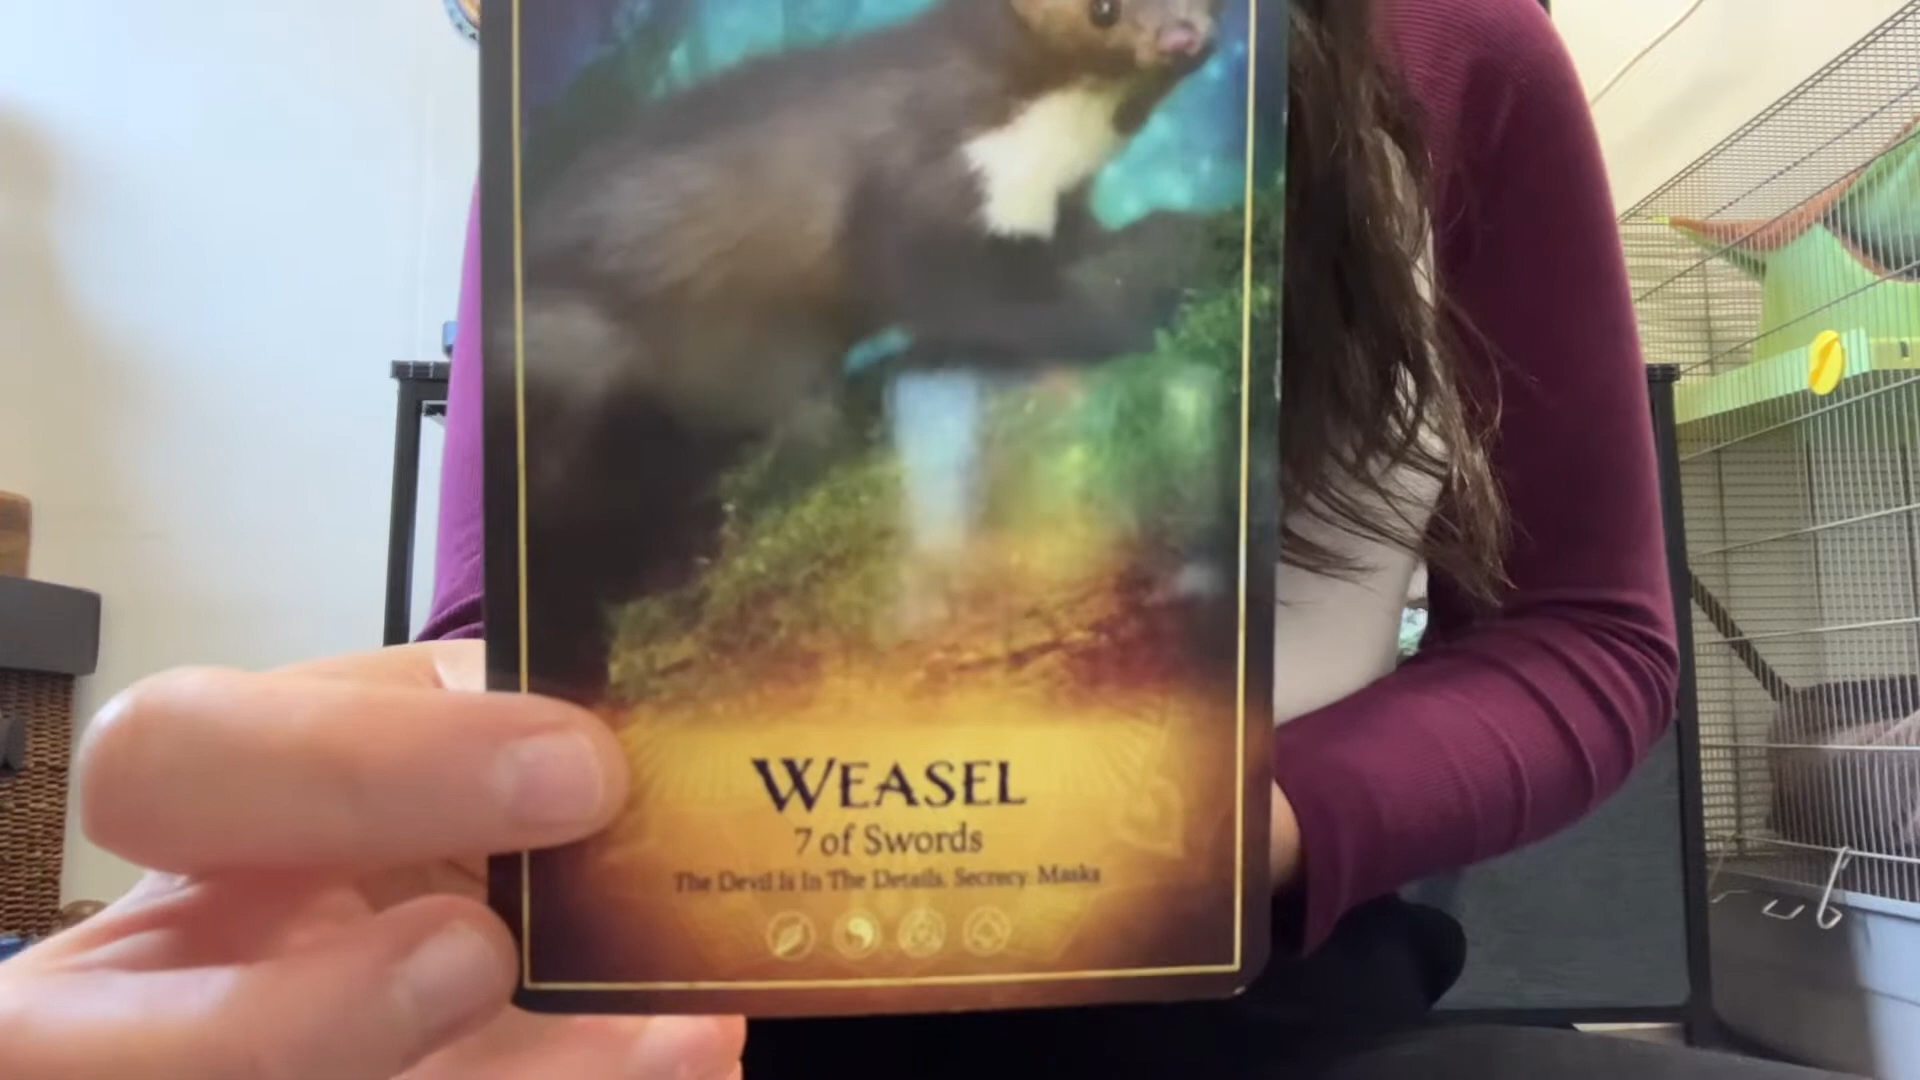 WEASEL
7 of Swords
The Devil Is In The Details. Secrecy. Masks